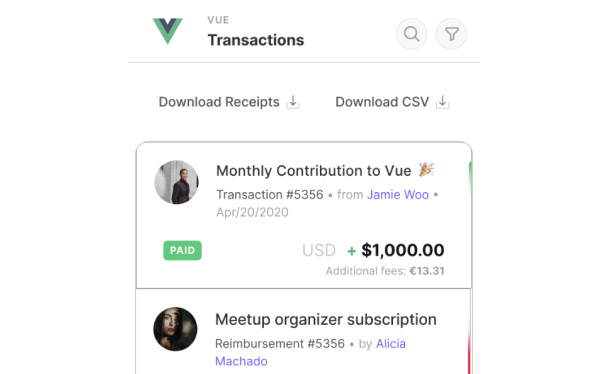 VUE
Transactions
Download Receipts
Download CSV
Monthly Contribution to Vue 🎉
Transaction #5356 • from Jamie Woo •
Apr/20/2020
PAID
USD + $1,000.00
Additional fees: €13.31
Meetup organizer subscription
Reimbursement #5356 • by Alicia
Machado